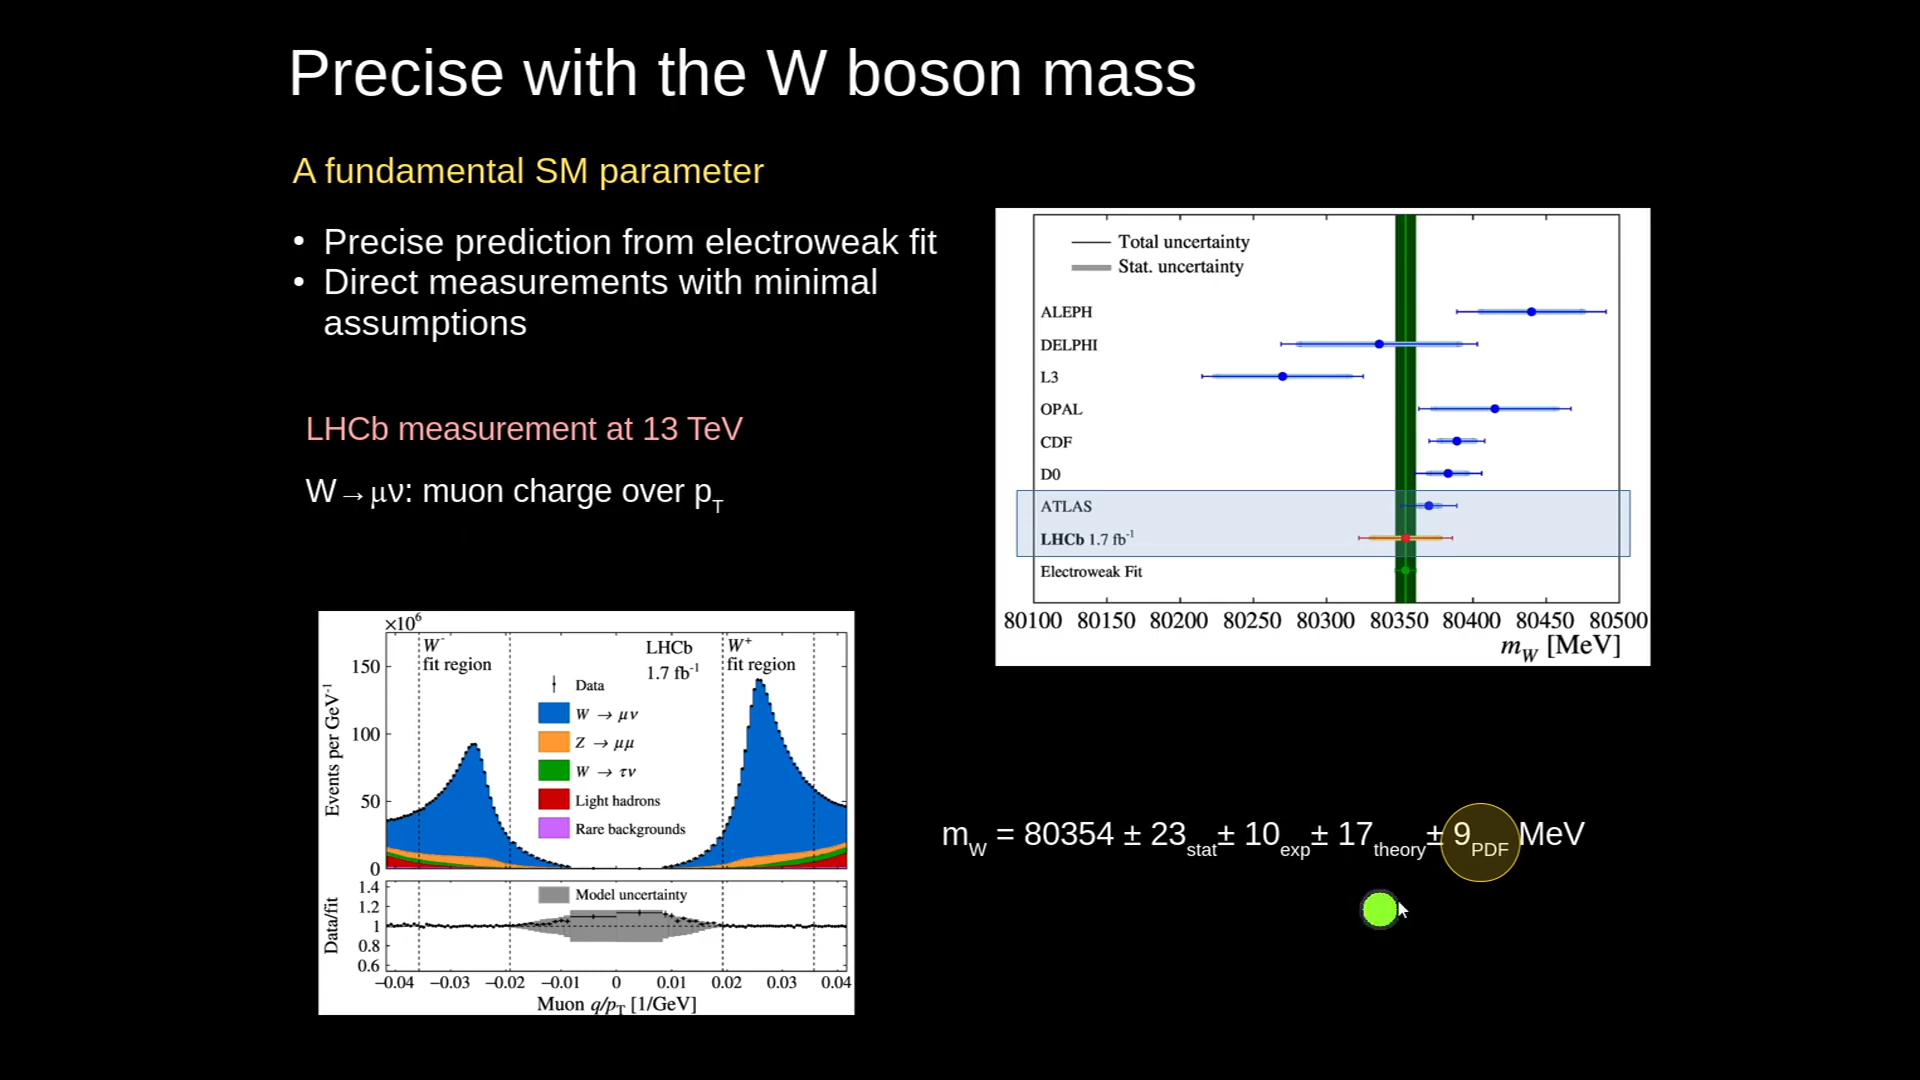 Precise with the W boson mass
A fundamental SM parameter
• Precise prediction from electroweak fit
• Direct measurements with minimal
assumptions
LHCb measurement at 13 TeV
W→μν: muon charge over pT
Total uncertainty
Stat. uncertainty
ALEPH
DELPHI
L3
OPAL
CDF
D0
ATLAS
LHCb 1.7 fb-1
Electroweak Fit
80100 80150 80200 80250 80300 80350 80400 80450 80500
mW [MeV]
×106
Events per GeV-1
150
100
50
0
W- fit region
LHCb
1.7 fb-1
W+ fit region
Data
W → μν
Z → μμ
W → τν
Light hadrons
Rare backgrounds
Data/fit
1.4
1.2
1
0.8
0.6
Model uncertainty
−0.04 −0.03 −0.02 −0.01 0 0.01 0.02 0.03 0.04
Muon q/pT [1/GeV]
mW = 80354 ± 23stat± 10exp± 17theory± 9PDF MeV